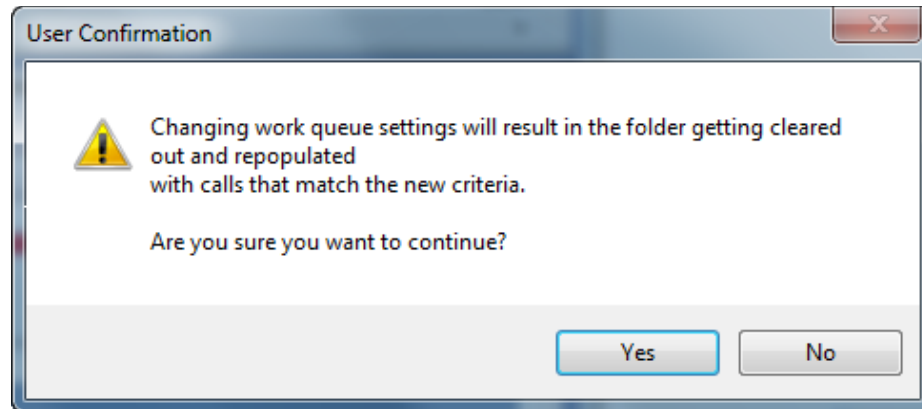 User Confirmation
Changing work queue settings will result in the folder getting cleared
out and repopulated
with calls that match the new criteria.
Are you sure you want to continue?
Yes
No